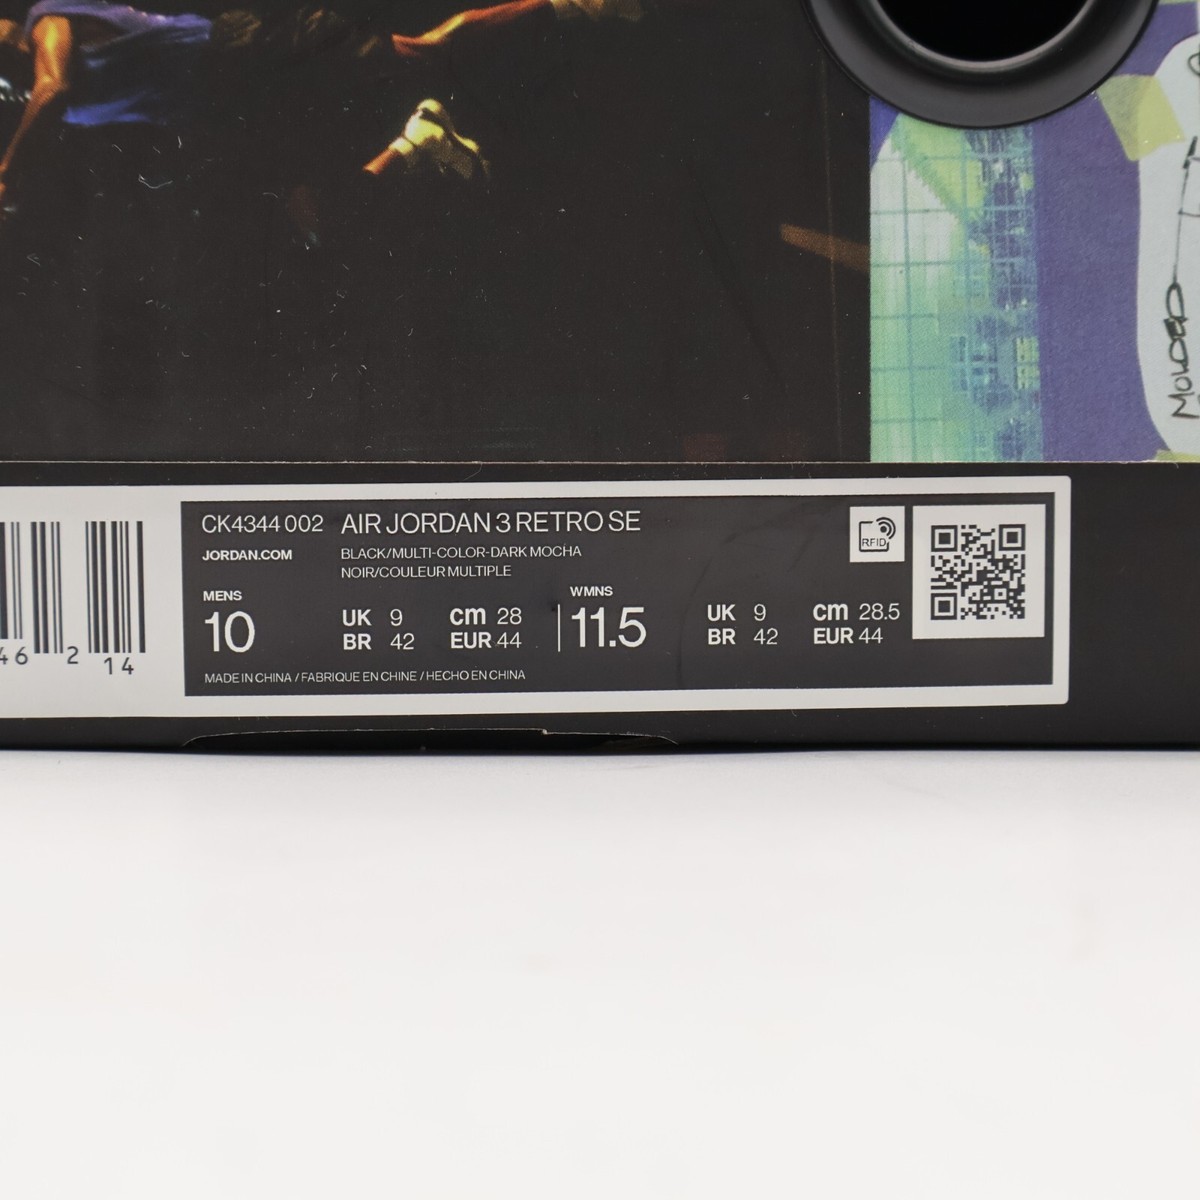 MOLDED
CK4344 002 AIR JORDAN 3 RETRO SE
JORDAN.COM BLACK/MULTI-COLOR-DARK MOCHA
NOIR/COULEUR MULTIPLE
RFID
MENS
10
UK 9 cm 28
BR 42 EUR 44
WMNS
11.5
UK 9 cm 28.5
BR 42 EUR 44
MADE IN CHINA / FABRIQUE EN CHINE / HECHO EN CHINA
46 2 14